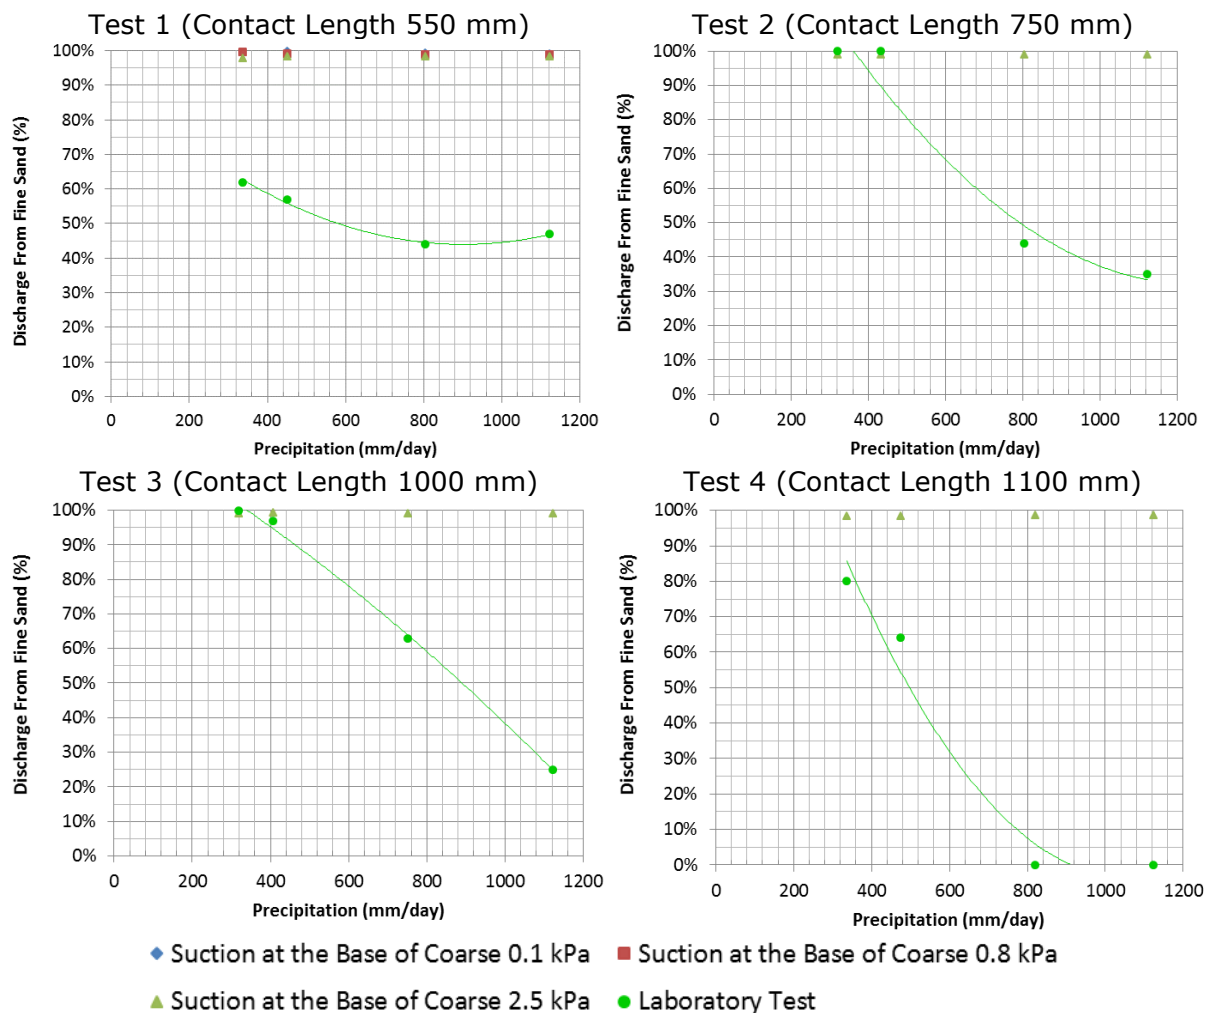 Test 1 (Contact Length 550 mm)
Discharge From Fine Sand (%)
100%
90%
80%
70%
60%
50%
40%
30%
20%
10%
0%
0 200 400 600 800 1000 1200
Precipitation (mm/day)
Test 2 (Contact Length 750 mm)
Discharge From Fine Sand (%)
100%
90%
80%
70%
60%
50%
40%
30%
20%
10%
0%
0 200 400 600 800 1000 1200
Precipitation (mm/day)
Test 3 (Contact Length 1000 mm)
Discharge From Fine Sand (%)
100%
90%
80%
70%
60%
50%
40%
30%
20%
10%
0%
0 200 400 600 800 1000 1200
Precipitation (mm/day)
Test 4 (Contact Length 1100 mm)
Discharge From Fine Sand (%)
100%
90%
80%
70%
60%
50%
40%
30%
20%
10%
0%
0 200 400 600 800 1000 1200
Precipitation (mm/day)
Suction at the Base of Coarse 0.1 kPa
Suction at the Base of Coarse 0.8 kPa
Suction at the Base of Coarse 2.5 kPa
Laboratory Test